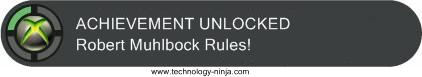 ACHIEVEMENT UNLOCKED
Robert Muhlbock Rules!
www.technology-ninja.com